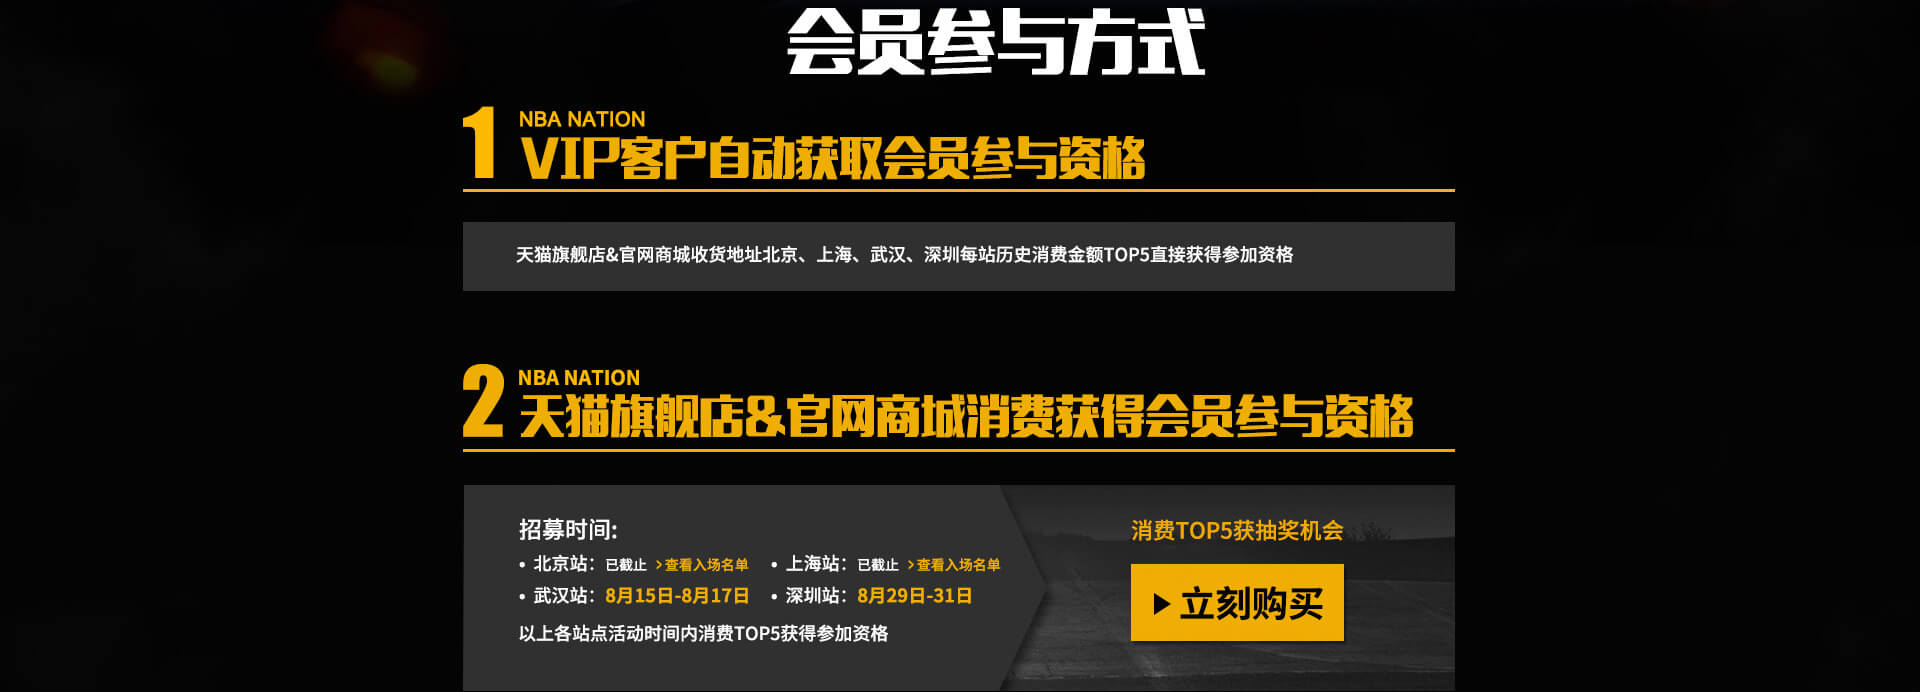 会员参与方式
1
NBA NATION
VIP客户自动获取会员参与资格
天猫旗舰店&官网商城收货地址北京、上海、武汉、深圳每站历史消费金额TOP5直接获得参加资格
2
NBA NATION
天猫旗舰店&官网商城消费获得会员参与资格
招募时间:
• 北京站：已截止 >查看入场名单 • 上海站：已截止 >查看入场名单
• 武汉站：8月15日-8月17日 • 深圳站：8月29日-31日
以上各站点活动时间内消费TOP5获得参加资格
消费TOP5获抽奖机会
立刻购买